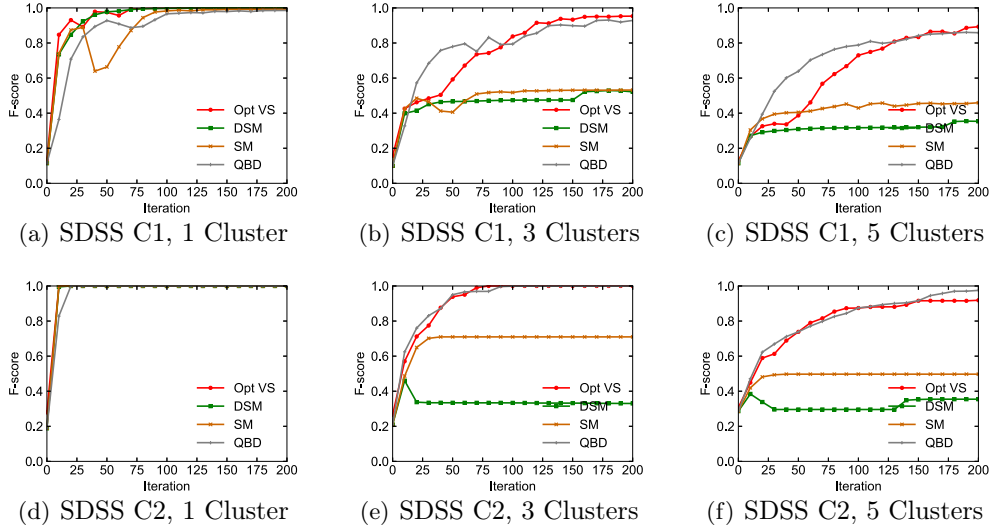 1.0
0.8
0.6
0.4
0.2
0.0
F-score
Opt VS
DSM
SM
QBD
0 25 50 75 100 125 150 175 200
Iteration
(a) SDSS C1, 1 Cluster
1.0
0.8
0.6
0.4
0.2
0.0
F-score
Opt VS
DSM
SM
QBD
0 25 50 75 100 125 150 175 200
Iteration
(b) SDSS C1, 3 Clusters
1.0
0.8
0.6
0.4
0.2
0.0
F-score
Opt VS
DSM
SM
QBD
0 25 50 75 100 125 150 175 200
Iteration
(c) SDSS C1, 5 Clusters
1.0
0.8
0.6
0.4
0.2
0.0
F-score
Opt VS
DSM
SM
QBD
0 25 50 75 100 125 150 175 200
Iteration
(d) SDSS C2, 1 Cluster
1.0
0.8
0.6
0.4
0.2
0.0
F-score
Opt VS
DSM
SM
QBD
0 25 50 75 100 125 150 175 200
Iteration
(e) SDSS C2, 3 Clusters
1.0
0.8
0.6
0.4
0.2
0.0
F-score
Opt VS
DSM
SM
QBD
0 25 50 75 100 125 150 175 200
Iteration
(f) SDSS C2, 5 Clusters